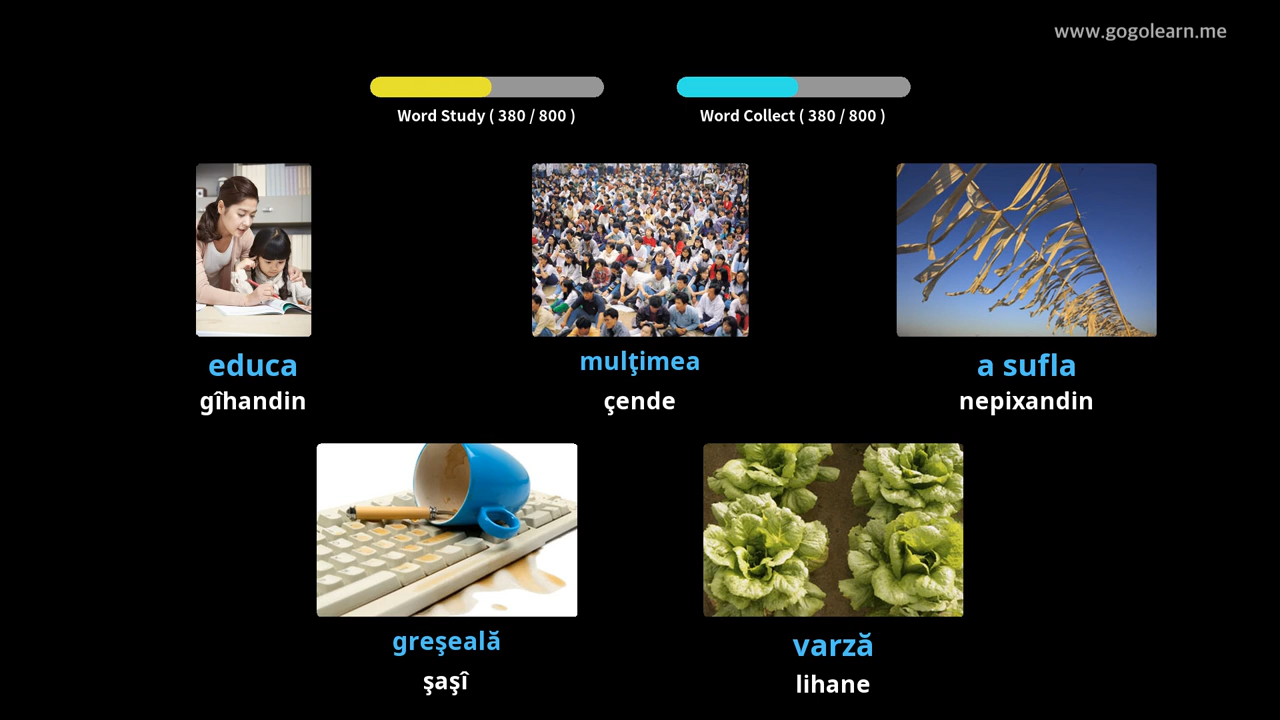 www.gogolearn.me
Word Study ( 380 / 800 )
Word Collect ( 380 / 800 )
educa
gîhandin
mulţimea
çende
a sufla
nepixandin
greşeală
şaşî
varză
lihane